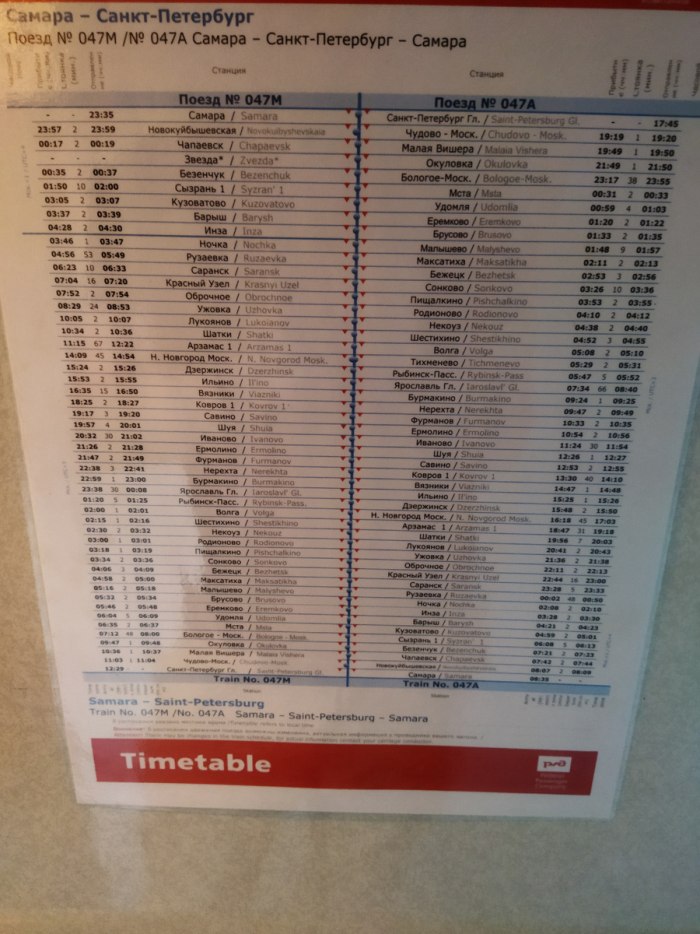 Самара – Санкт-Петербург
Поезд № 047М /№ 047А Самара – Санкт-Петербург – Самара
Станция
Станция
Поезд № 047М
- - 23:35 Самара / Samara
23:57 2 23:59 Новокуйбышевская / Novokuibyshevskaia
00:17 2 00:19 Чапаевск / Chapaevsk
- - - Звезда* / Zvezda*
00:35 2 00:37 Безенчук / Bezenchuk
01:50 10 02:00 Сызрань 1 / Syzran' 1
03:05 2 03:07 Кузоватово / Kuzovatovo
03:37 2 03:39 Барыш / Barysh
04:28 2 04:30 Инза / Inza
03:46 1 03:47 Ночка / Nochka
04:56 53 05:49 Рузаевка / Ruzaevka
06:23 10 06:33 Саранск / Saransk
07:04 16 07:20 Красный Узел / Krasnyi Uzel
07:52 2 07:54 Оброчное / Obrochnoe
08:29 24 08:53 Ужовка / Uzhovka
10:05 2 10:07 Лукоянов / Lukoianov
10:34 2 10:36 Шатки / Shatki
11:15 67 12:22 Арзамас 1 / Arzamas 1
14:09 45 14:54 Н. Новгород Моск. / N. Novgorod Mosk.
15:24 2 15:26 Дзержинск / Dzerzhinsk
15:53 2 15:55 Ильино / Il'ino
16:35 15 16:50 Вязники / Viazniki
18:25 2 18:27 Ковров 1 / Kovrov 1
19:17 3 19:20 Савино / Savino
19:57 4 20:01 Шуя / Shuia
20:32 30 21:02 Иваново / Ivanovo
21:26 2 21:28 Ермолино / Ermolino
21:47 2 21:49 Фурманов / Furmanov
22:38 3 22:41 Нерехта / Nerekhta
22:59 1 23:00 Бурмакино / Burmakino
23:38 30 00:08 Ярославль Гл. / Iaroslavl' Gl.
01:20 5 01:25 Рыбинск-Пасс. / Rybinsk-Pass.
02:00 1 02:01 Волга / Volga
02:15 1 02:16 Шестихино / Shestikhino
02:30 2 Некоуз / Nekouz
03:00 1 03:01 Родионово / Rodionovo
03:18 1 03:19 Пищалкино / Pishchalkino
03:34 2 03:36 Сонково / Sonkovo
04:06 3 04:09 Бежецк / Bezhetsk
04:58 2 05:00 Максатиха / Maksatikha
05:16 2 05:18 Малышево / Malyshevo
05:32 2 05:34 Брусово / Brusovo
05:46 2 05:48 Еремково / Eremkovo
06:04 5 06:09 Удомля / Udomlia
06:35 2 06:37 Мста / Msta
07:12 48 08:00 Бологое - Моск. / Bologoe - Mosk.
09:47 1 09:48 Окуловка / Okulovka
10:36 1 10:37 Малая Вишера / Malaia Vishera
11:03 1 11:04 Чудово-Моск. / Chudovo-Mosk.
12:29 - - Санкт-Петербург Гл. / Saint-Petersburg Gl.
Train No. 047M
Поезд № 047А
Санкт-Петербург Гл. / Saint-Petersburg Gl. - - 17:45
Чудово - Моск. / Chudovo - Mosk. 19:19 1 19:20
Малая Вишера / Malaia Vishera 19:49 1 19:50
Окуловка / Okulovka 21:49 1 21:50
Бологое-Моск. / Bologoe-Mosk. 23:17 38 23:55
Мста / Msta 00:31 2 00:33
Удомля / Udomlia 00:59 4 01:03
Еремково / Eremkovo 01:20 2 01:22
Брусово / Brusovo 01:33 2 01:35
Малышево / Malyshevo 01:48 9 01:57
Максатиха / Maksatikha 02:11 2 02:13
Бежецк / Bezhetsk 02:53 3 02:56
Сонково / Sonkovo 03:26 10 03:36
Пищалкино / Pishchalkino 03:53 2 03:55
Родионово / Rodionovo 04:10 2 04:12
Некоуз / Nekouz 04:38 2 04:40
Шестихино / Shestikhino 04:52 3 04:55
Волга / Volga 05:08 2 05:10
Тихменево / Tichmenevo 05:29 2 05:31
Рыбинск-Пасс. / Rybinsk-Pass 05:47 5 05:52
Ярославль Гл. / Iaroslavl' Gl. 07:34 66 08:40
Бурмакино / Burmakino 09:24 1 09:25
Нерехта / Nerekhta 09:47 2 09:49
Фурманов / Furmanov 10:33 2 10:35
Ермолино / Ermolino 10:54 2 10:56
Иваново / Ivanovo 11:24 30 11:54
Шуя / Shuia 12:26 1 12:27
Савино / Savino 12:53 2 12:55
Ковров 1 / Kovrov 1 13:30 40 14:10
Вязники / Viazniki 14:47 1 14:48
Ильино / Il'ino 15:25 1 15:26
Дзержинск / Dzerzhinsk 15:48 2 15:50
Н. Новгород Моск. / N. Novgorod Mosk. 16:18 45 17:03
Арзамас 1 / Arzamas 1 18:47 31 19:18
Шатки / Shatki 19:56 7 20:03
Лукоянов / Lukoianov 20:41 2 20:43
Ужовка / Uzhovka 21:36 2 21:38
Оброчное / Obrochnoe 22:11 2 22:13
Красный Узел / Krasnyi Uzel 22:44 16 23:00
Саранск / Saransk 23:28 5 23:33
Рузаевка / Ruzaevka 00:02 48 00:50
Ночка / Nochka 02:08 2 02:10
Инза / Inza 03:28 2 03:30
Барыш / Barysh 04:21 2 04:23
Кузоватово / Kuzovatovo 04:59 2 05:01
Сызрань 1 / Syzran' 1 06:08 5 06:13
Безенчук / Bezenchuk 07:21 2 07:23
Чапаевск / Chapaevsk 07:42 2 07:44
Новокуйбышевская / 08:07 2 08:09
Самара / Samara 08:35 - -
Train No. 047A
Station
Station
Samara – Saint-Petersburg
Train No. 047M /No. 047A Samara – Saint-Petersburg – Samara
Timetable
РЖД
Federal
Passenger
Company